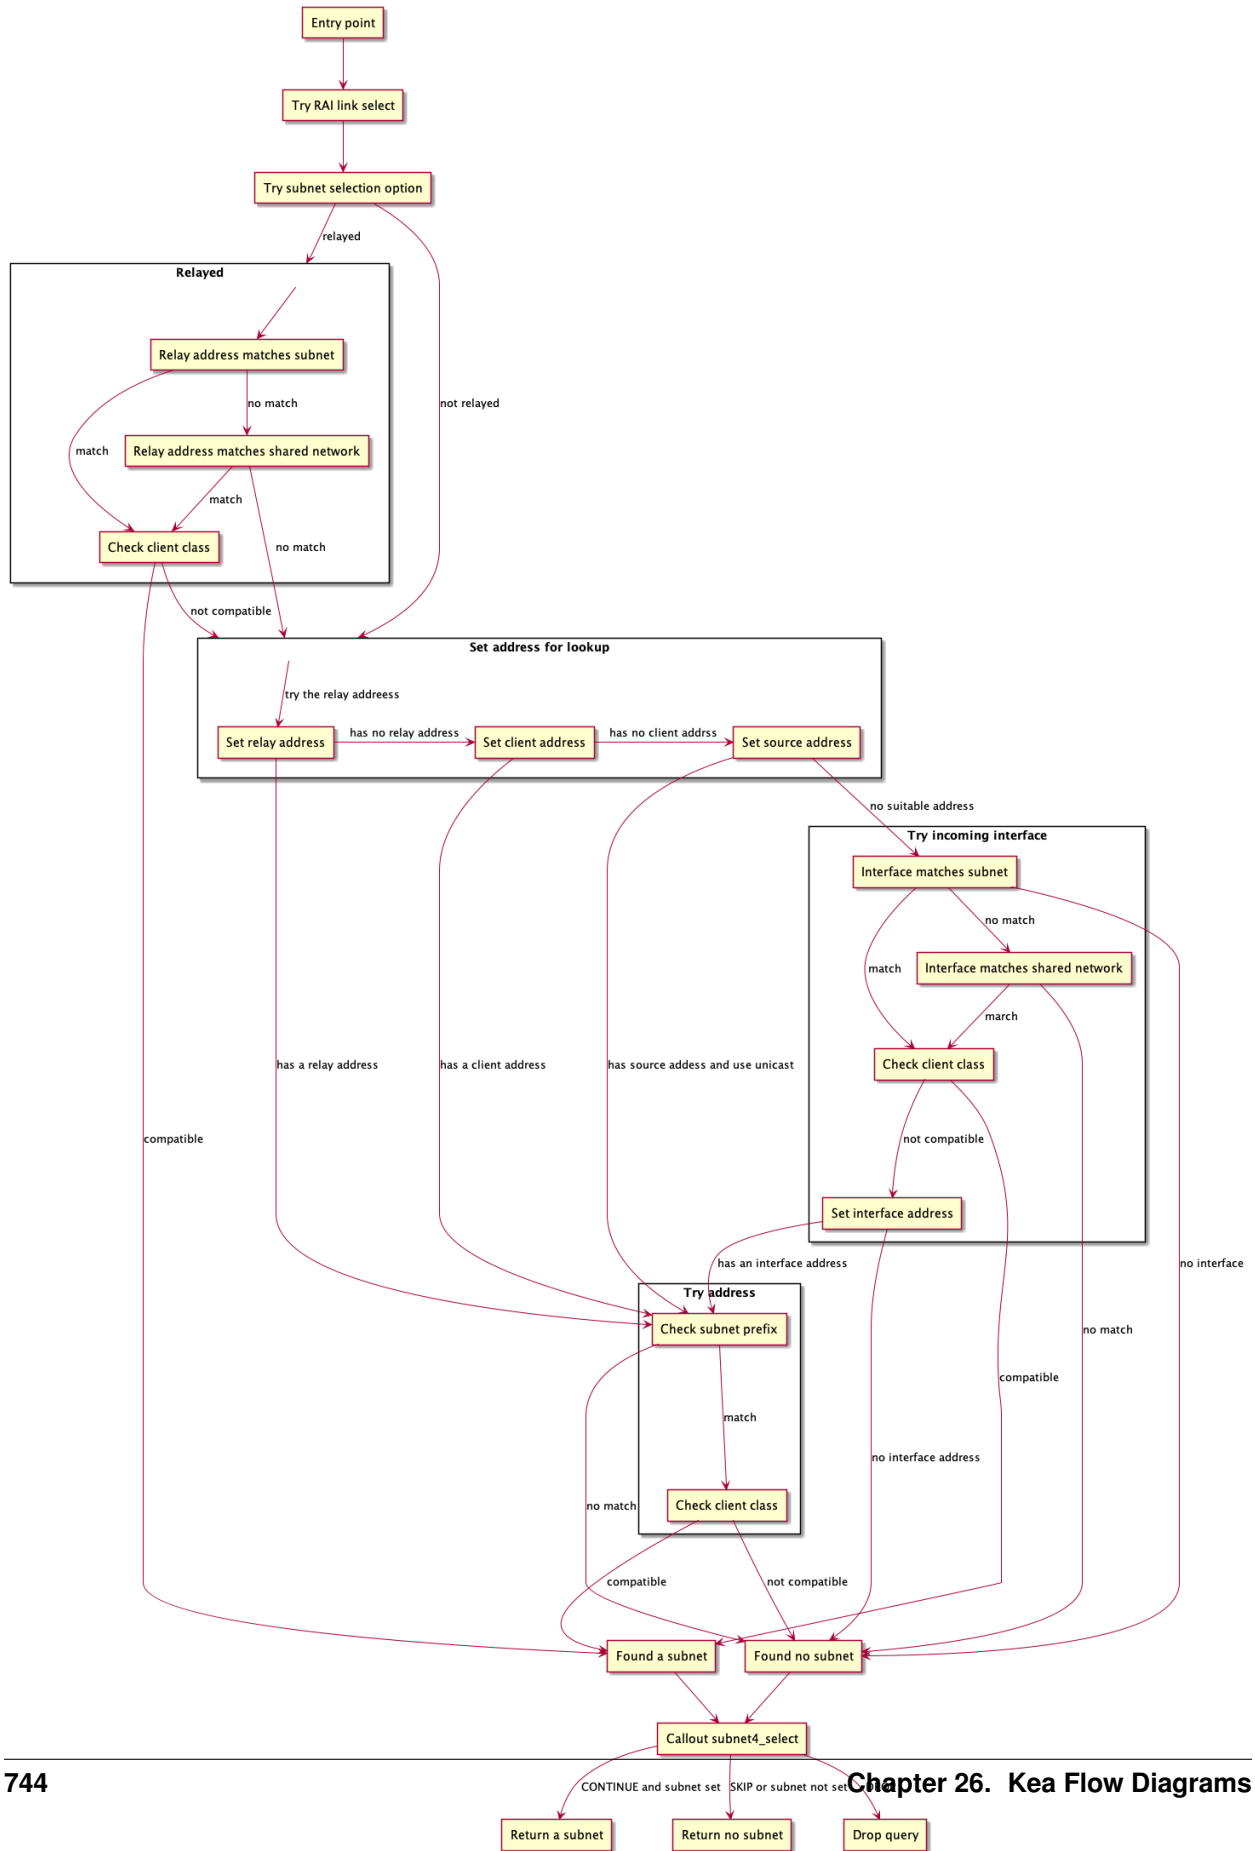 Entry point
Try RAI link select
Try subnet selection option
relayed
Relayed
Relay address matches subnet
no match
not relayed
match
Relay address matches shared network
match
Check client class
no match
not compatible
Set address for lookup
try the relay addreess
Set relay address
has no relay address
Set client address
has no client addrss
Set source address
no suitable address
Try incoming interface
Interface matches subnet
no match
match
Interface matches shared network
march
Check client class
has a relay address
has a client address
has source addess and use unicast
compatible
not compatible
Set interface address
has an interface address
no interface
Try address
Check subnet prefix
no match
compatible
match
no interface address
no match
Check client class
compatible
not compatible
Found a subnet
Found no subnet
Callout subnet4_select
744
CONTINUE and subnet set
SKIP or subnet not set
Chapter 26. Kea Flow Diagrams
Return a subnet
Return no subnet
Drop query